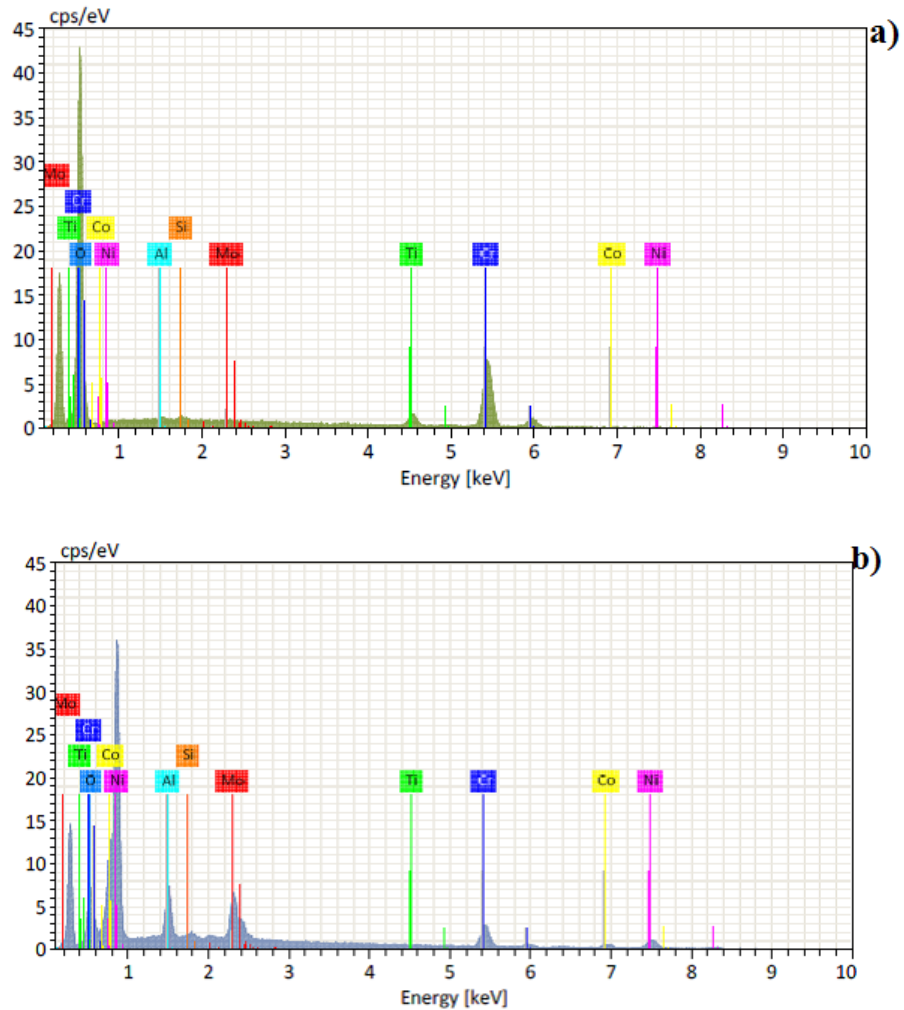 cps/eV
a)
45
40
35
30
25
20
15
10
5
0
Mo
Cr
Ti Co Si
O Ni Al Mo Ti Cr Co Ni
1 2 3 4 5 6 7 8 9 10
Energy [keV]
cps/eV
b)
45
40
35
30
25
20
15
10
5
0
Mo
Cr
Ti Co Si
O Ni Al Mo Ti Cr Co Ni
1 2 3 4 5 6 7 8 9 10
Energy [keV]